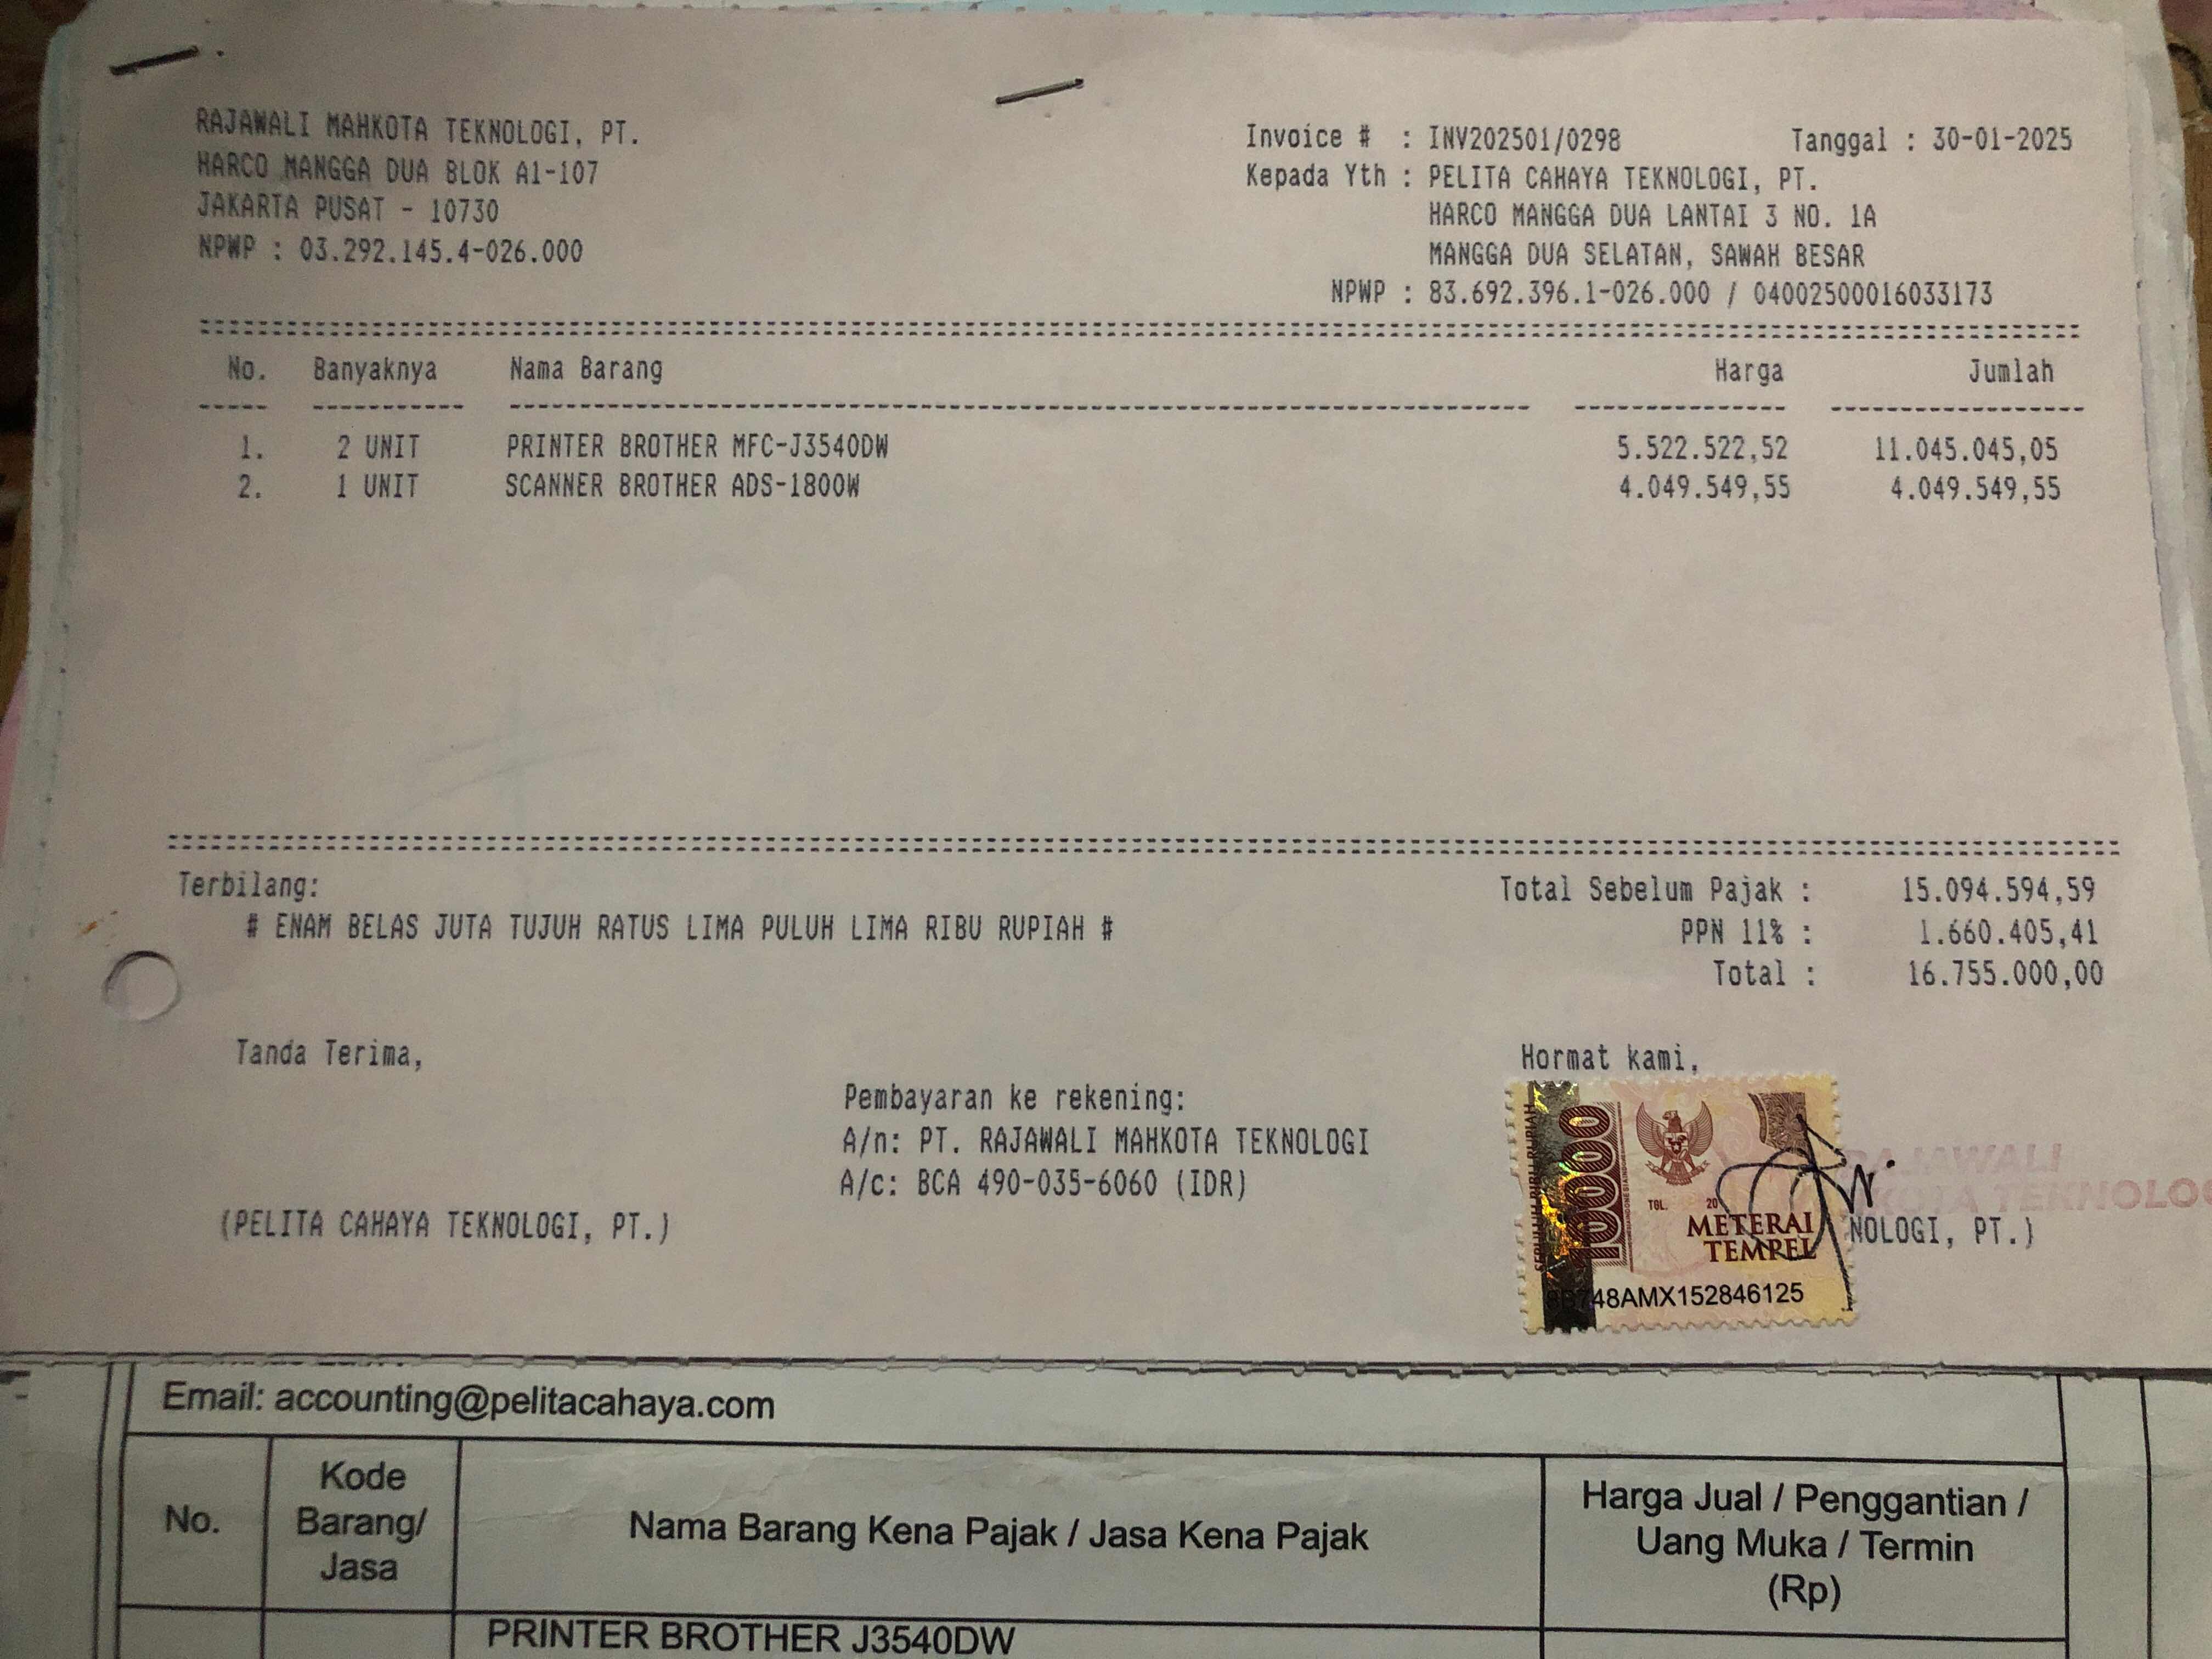 RAJAWALI MAHKOTA TEKNOLOGI, PT.
HARCO MANGGA DUA BLOK A1-107
JAKARTA PUSAT - 10730
NPWP : 03.292.145.4-026.000
Invoice # : INV202501/0298 Tanggal : 30-01-2025
Kepada Yth : PELITA CAHAYA TEKNOLOGI, PT.
HARCO MANGGA DUA LANTAI 3 NO. 1A
MANGGA DUA SELATAN, SAWAH BESAR
NPWP : 83.692.396.1-026.000 / 04002500016033173
No. Banyaknya Nama Barang Harga Jumlah
1. 2 UNIT PRINTER BROTHER MFC-J3540DW 5.522.522,52 11.045.045,05
2. 1 UNIT SCANNER BROTHER ADS-1800W 4.049.549,55 4.049.549,55
Terbilang:
# ENAM BELAS JUTA TUJUH RATUS LIMA PULUH LIMA RIBU RUPIAH #
Total Sebelum Pajak : 15.094.594,59
PPN 11% : 1.660.405,41
Total : 16.755.000,00
Tanda Terima,
(PELITA CAHAYA TEKNOLOGI, PT.)
Pembayaran ke rekening:
A/n: PT. RAJAWALI MAHKOTA TEKNOLOGI
A/c: BCA 490-035-6060 (IDR)
Hormat kami,
10000
TGL. 20
METERAI
TEMPEL
748AMX152846125
RAJAWALI
KOTA TEKNOLOG
NOLOGI, PT.)
Email: accounting@pelitacahaya.com
No.
Kode
Barang/
Jasa
Nama Barang Kena Pajak / Jasa Kena Pajak
Harga Jual / Penggantian /
Uang Muka / Termin
(Rp)
PRINTER BROTHER J3540DW